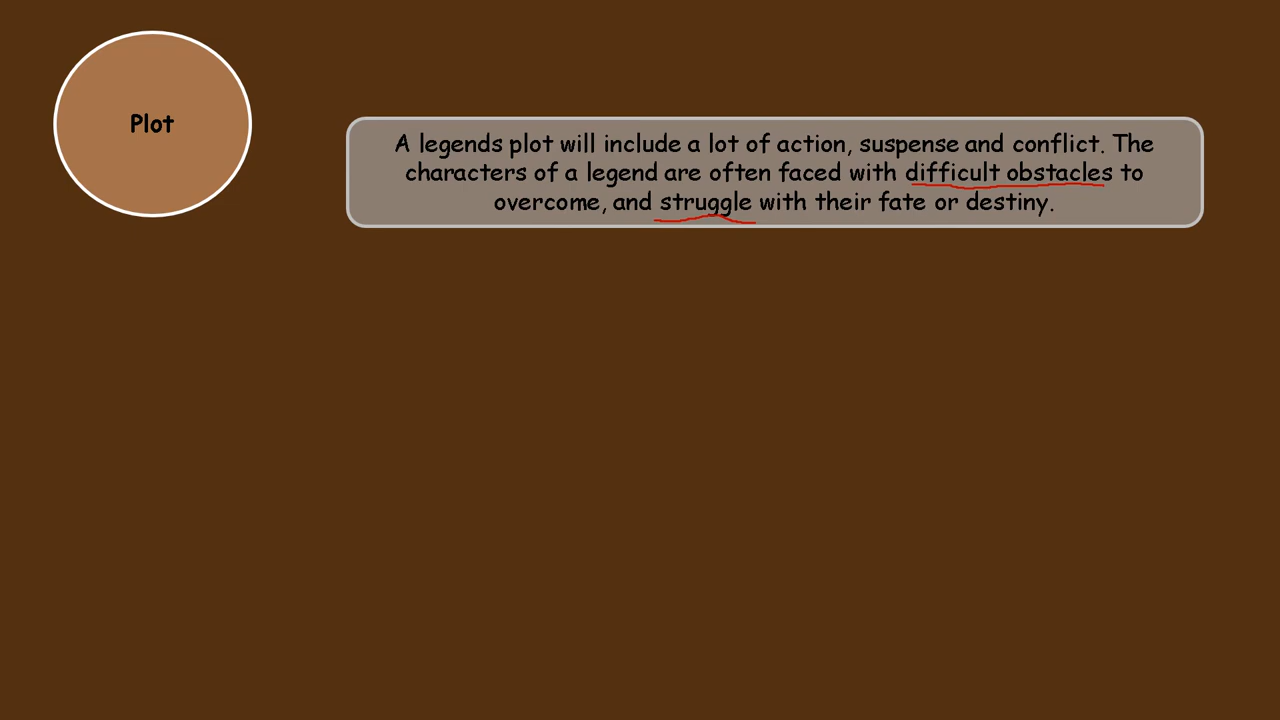 Plot
A legends plot will include a lot of action, suspense and conflict. The
characters of a legend are often faced with difficult obstacles to
overcome, and struggle with their fate or destiny.